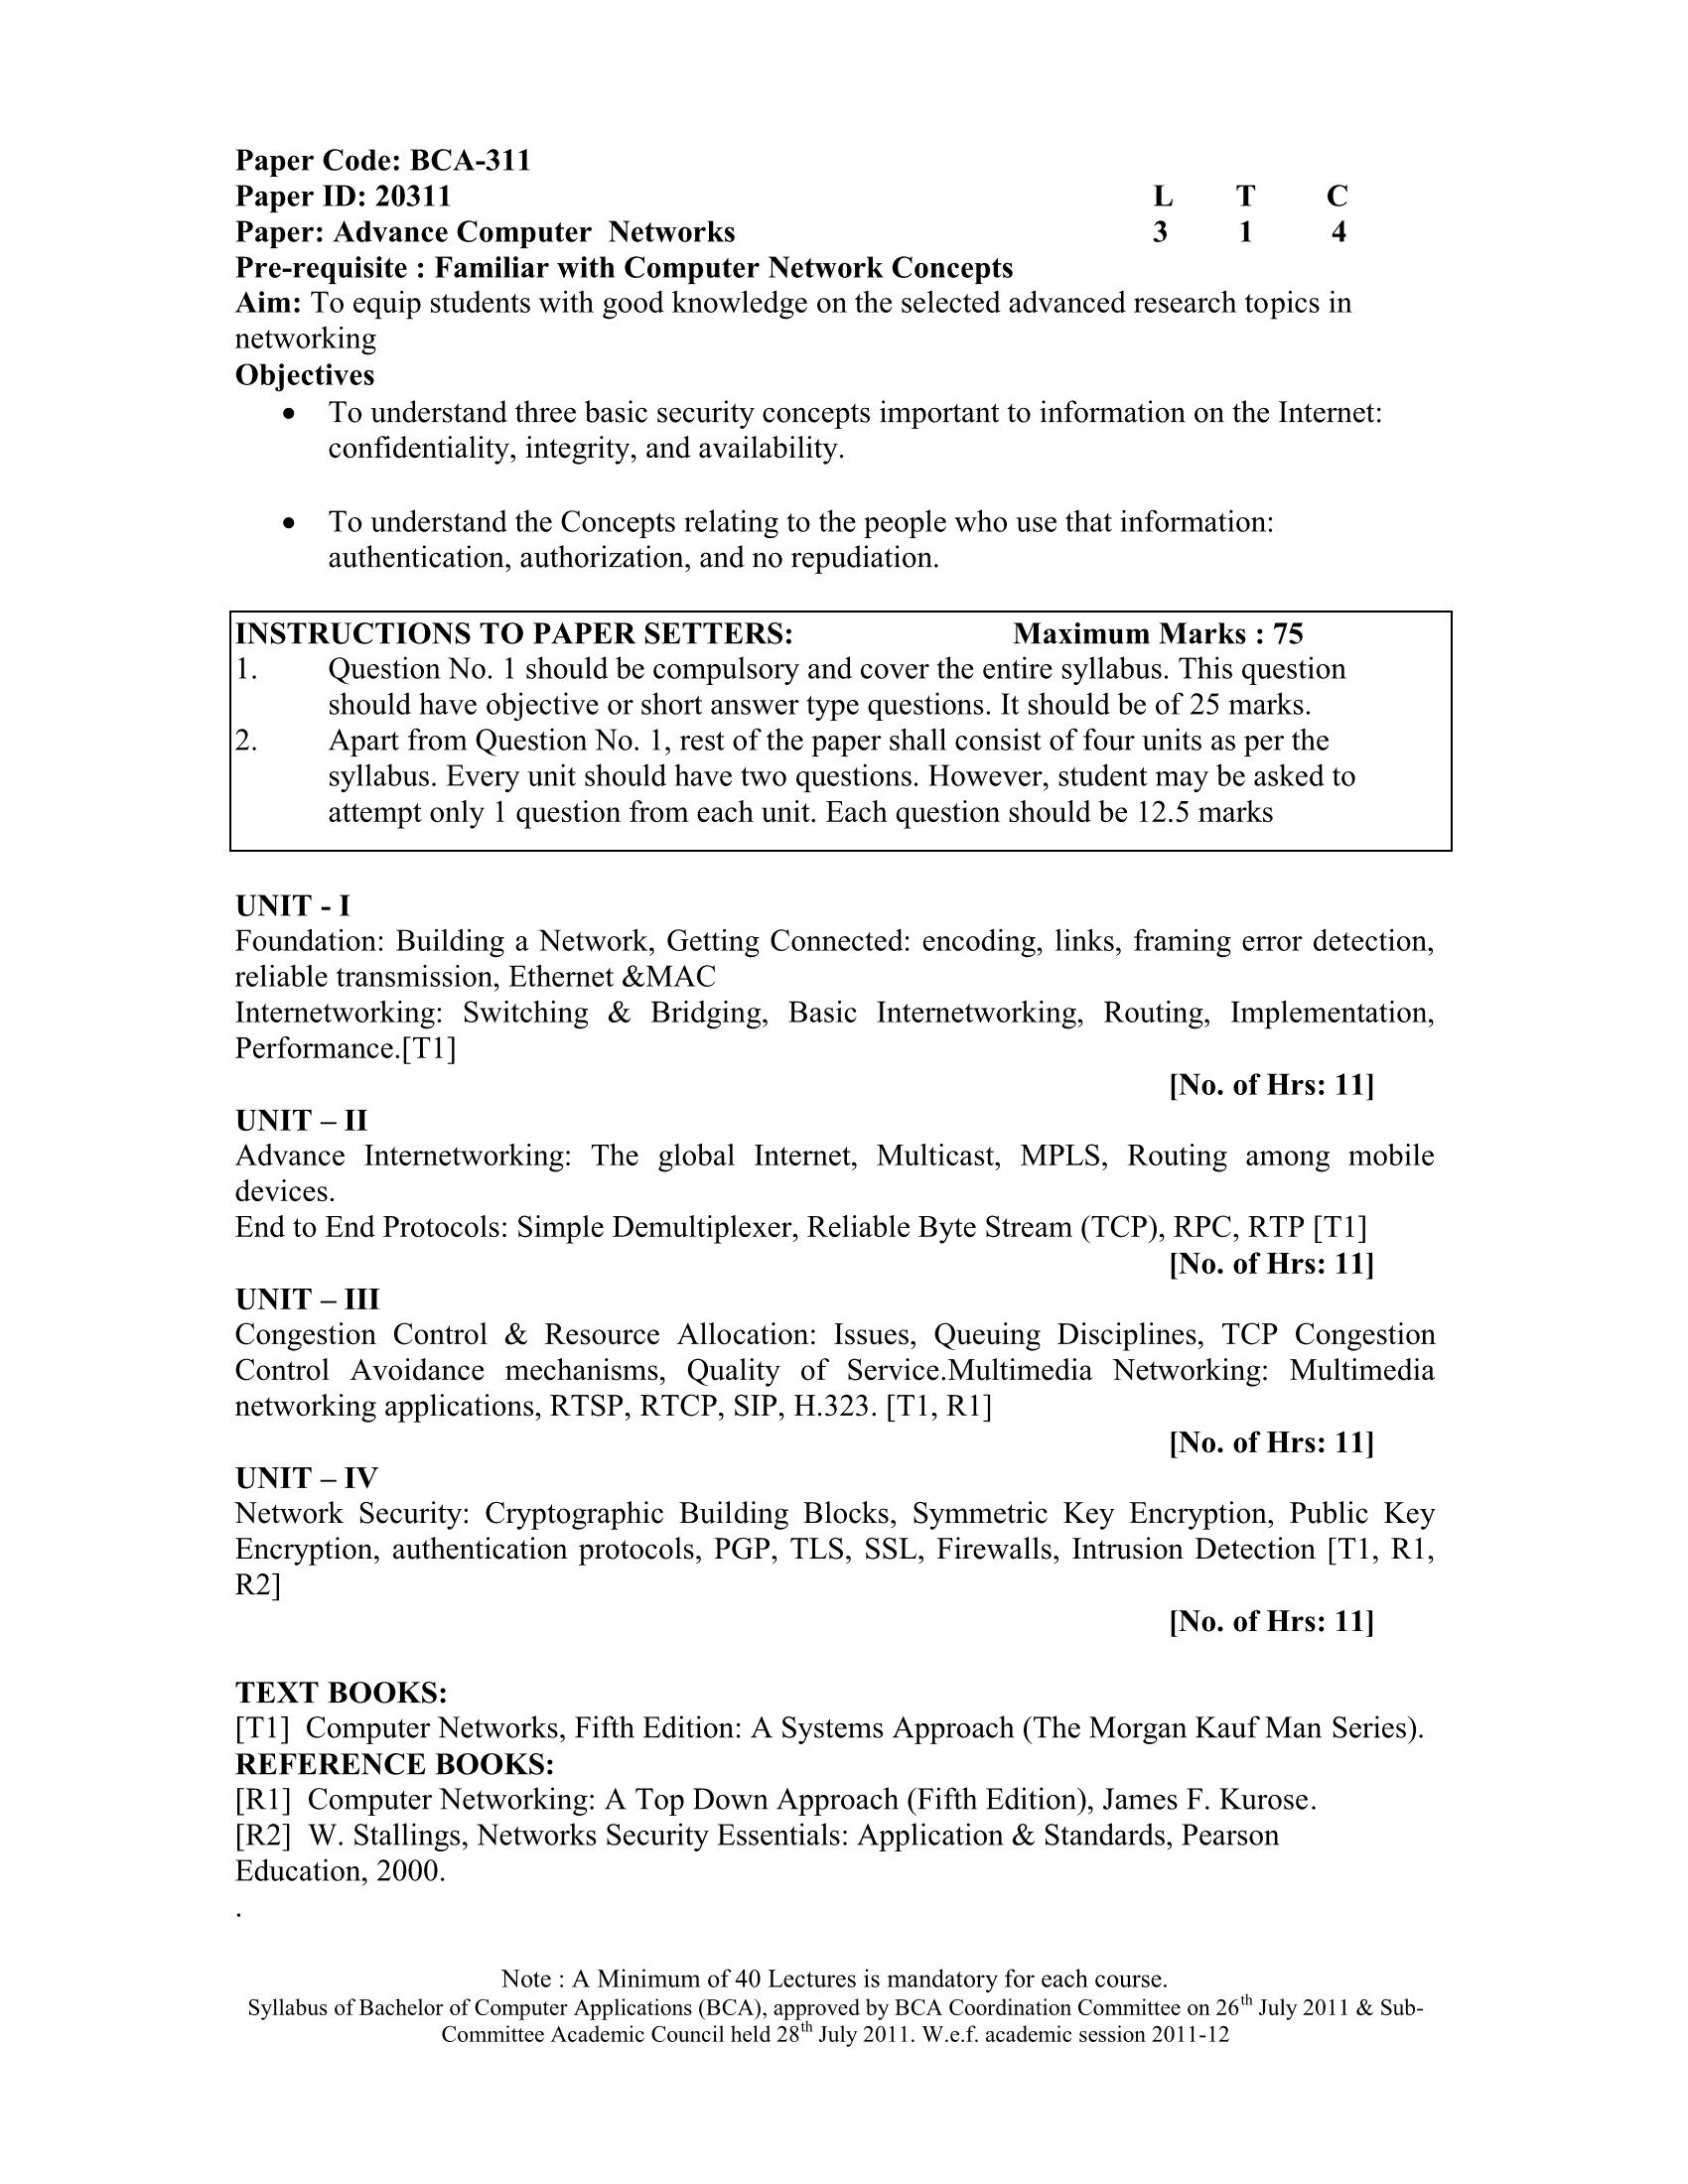 Paper Code: BCA-311
Paper ID: 20311 L T C
Paper: Advance Computer Networks 3 1 4
Pre-requisite : Familiar with Computer Network Concepts
Aim: To equip students with good knowledge on the selected advanced research topics in
networking
Objectives
• To understand three basic security concepts important to information on the Internet:
confidentiality, integrity, and availability.
• To understand the Concepts relating to the people who use that information:
authentication, authorization, and no repudiation.
INSTRUCTIONS TO PAPER SETTERS: Maximum Marks : 75
1. Question No. 1 should be compulsory and cover the entire syllabus. This question
should have objective or short answer type questions. It should be of 25 marks.
2. Apart from Question No. 1, rest of the paper shall consist of four units as per the
syllabus. Every unit should have two questions. However, student may be asked to
attempt only 1 question from each unit. Each question should be 12.5 marks
UNIT - I
Foundation: Building a Network, Getting Connected: encoding, links, framing error detection,
reliable transmission, Ethernet &MAC
Internetworking: Switching & Bridging, Basic Internetworking, Routing, Implementation,
Performance.[T1]
[No. of Hrs: 11]
UNIT – II
Advance Internetworking: The global Internet, Multicast, MPLS, Routing among mobile
devices.
End to End Protocols: Simple Demultiplexer, Reliable Byte Stream (TCP), RPC, RTP [T1]
[No. of Hrs: 11]
UNIT – III
Congestion Control & Resource Allocation: Issues, Queuing Disciplines, TCP Congestion
Control Avoidance mechanisms, Quality of Service.Multimedia Networking: Multimedia
networking applications, RTSP, RTCP, SIP, H.323. [T1, R1]
[No. of Hrs: 11]
UNIT – IV
Network Security: Cryptographic Building Blocks, Symmetric Key Encryption, Public Key
Encryption, authentication protocols, PGP, TLS, SSL, Firewalls, Intrusion Detection [T1, R1,
R2]
[No. of Hrs: 11]
TEXT BOOKS:
[T1] Computer Networks, Fifth Edition: A Systems Approach (The Morgan Kauf Man Series).
REFERENCE BOOKS:
[R1] Computer Networking: A Top Down Approach (Fifth Edition), James F. Kurose.
[R2] W. Stallings, Networks Security Essentials: Application & Standards, Pearson
Education, 2000.
.
Note : A Minimum of 40 Lectures is mandatory for each course.
Syllabus of Bachelor of Computer Applications (BCA), approved by BCA Coordination Committee on 26th July 2011 & Sub-
Committee Academic Council held 28th July 2011. W.e.f. academic session 2011-12